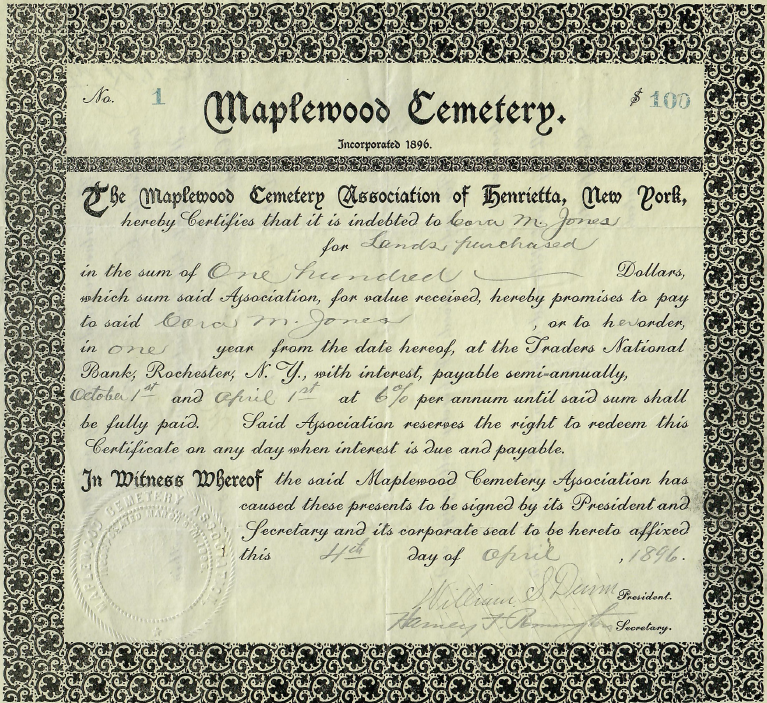 No. 1 $ 100
Maplewood Cemetery.
Incorporated 1896.
The Maplewood Cemetery Association of Henrietta, New York,
hereby Certifies that it is indebted to Cora M. Jones
for Lands purchased
in the sum of One hundred Dollars,
which sum said Association, for value received, hereby promises to pay
to said Cora M. Jones, or to her order,
in one year from the date hereof, at the Traders National
Bank, Rochester, N. Y., with interest, payable semi-annually,
October 1st and April 1st at 6% per annum until said sum shall
be fully paid. Said Association reserves the right to redeem this
Certificate on any day when interest is due and payable.
In Witness Whereof the said Maplewood Cemetery Association has
caused these presents to be signed by its President and
Secretary and its corporate seal to be hereto affixed
this 4th day of April, 1896.
William S. Dunn President.
Harvey F. Remington Secretary.
MAPLEWOOD CEMETERY ASSOCIATION